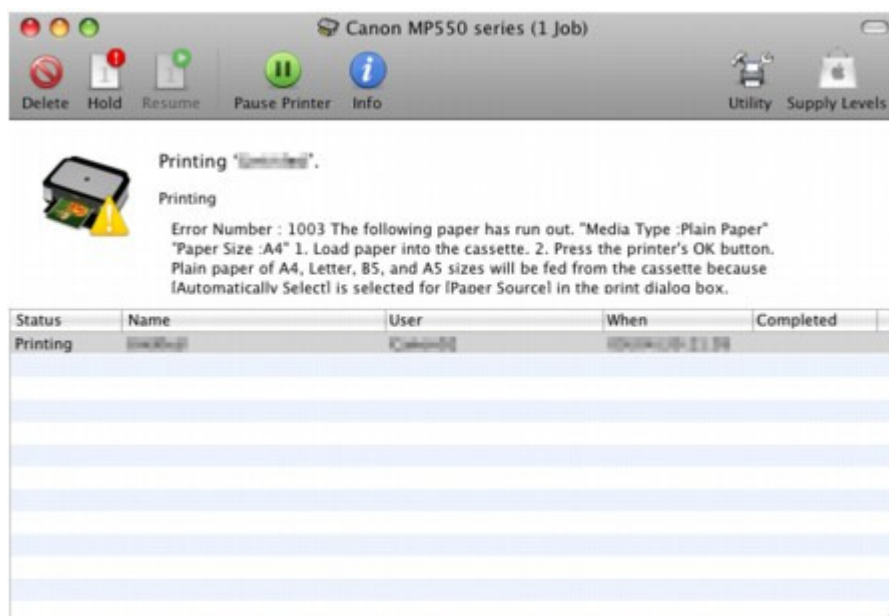 Canon MP550 series (1 Job)
Delete Hold Resume Pause Printer Info Utility Supply Levels
Printing
Printing
Error Number : 1003 The following paper has run out. "Media Type :Plain Paper"
"Paper Size :A4" 1. Load paper into the cassette. 2. Press the printer's OK button.
Plain paper of A4, Letter, B5, and A5 sizes will be fed from the cassette because
[Automatically Select] is selected for [Paper Source] in the print dialog box.
Status Name User When Completed
Printing